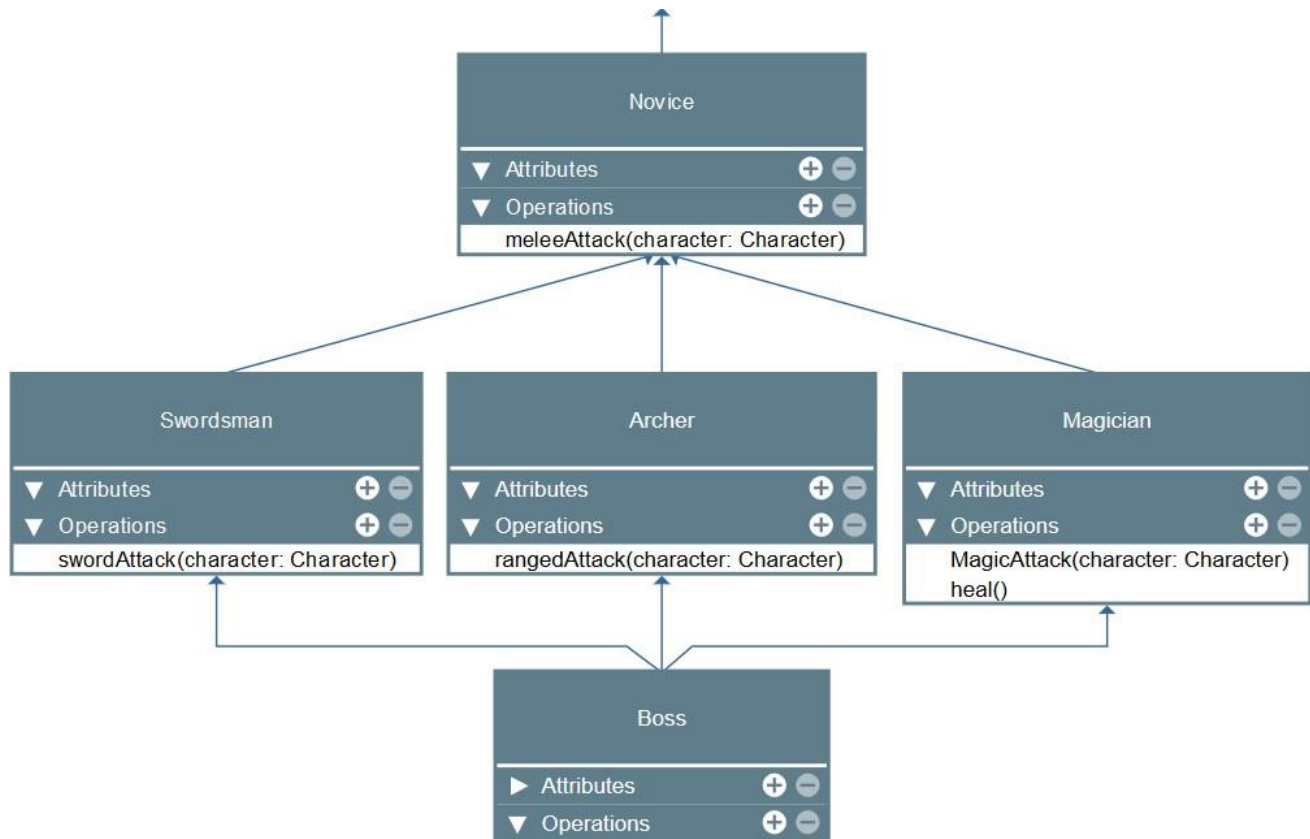 Novice
Attributes
Operations
meleeAttack(character: Character)
Swordsman
Attributes
Operations
swordAttack(character: Character)
Archer
Attributes
Operations
rangedAttack(character: Character)
Magician
Attributes
Operations
MagicAttack(character: Character)
heal()
Boss
Attributes
Operations